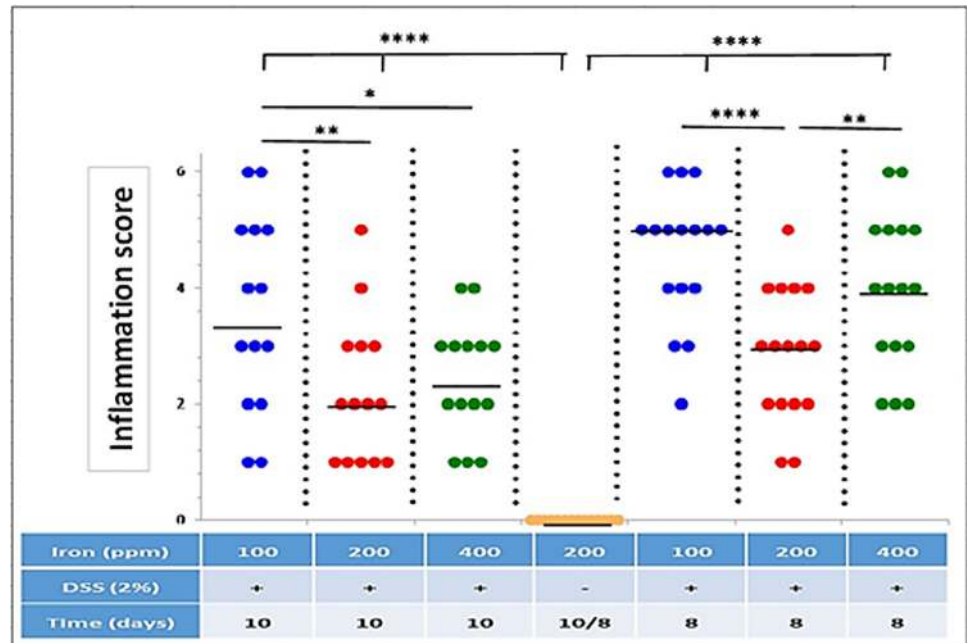 **** ****
*
**** **
**
6
4
2
0
Inflammation score
Iron (ppm) 100 200 400 200 100 200 400
DSS (2%) + + + - + + +
Time (days) 10 10 10 10/8 8 8 8